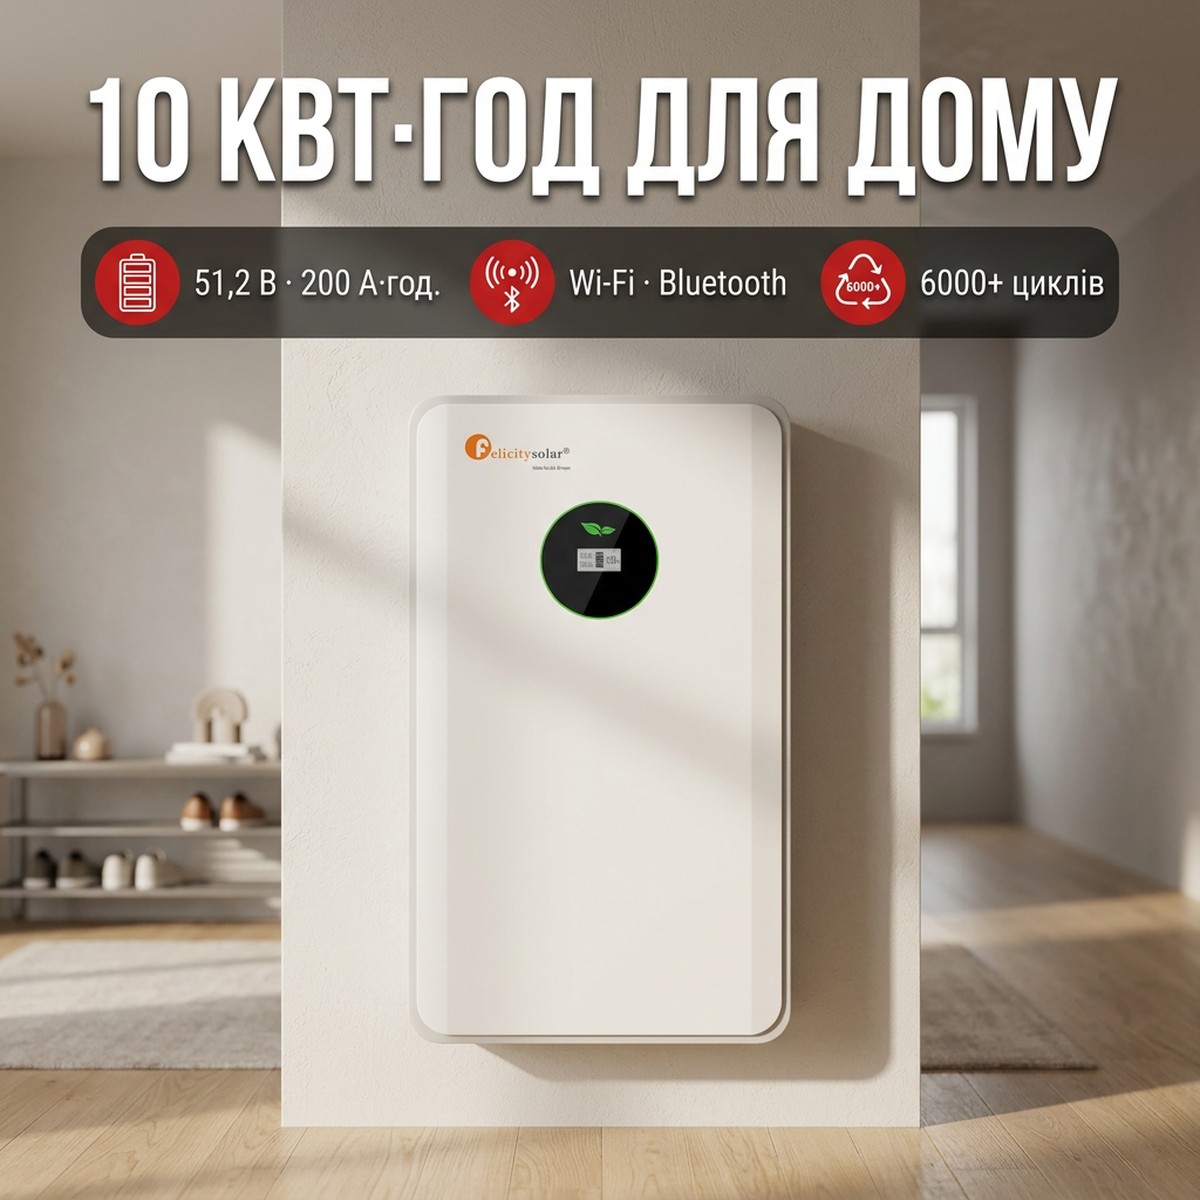 10 КВТ·ГОД ДЛЯ ДОМУ
51,2 В · 200 А·год.
Wi-Fi · Bluetooth
6000+
6000+ циклів
felicitysolar®